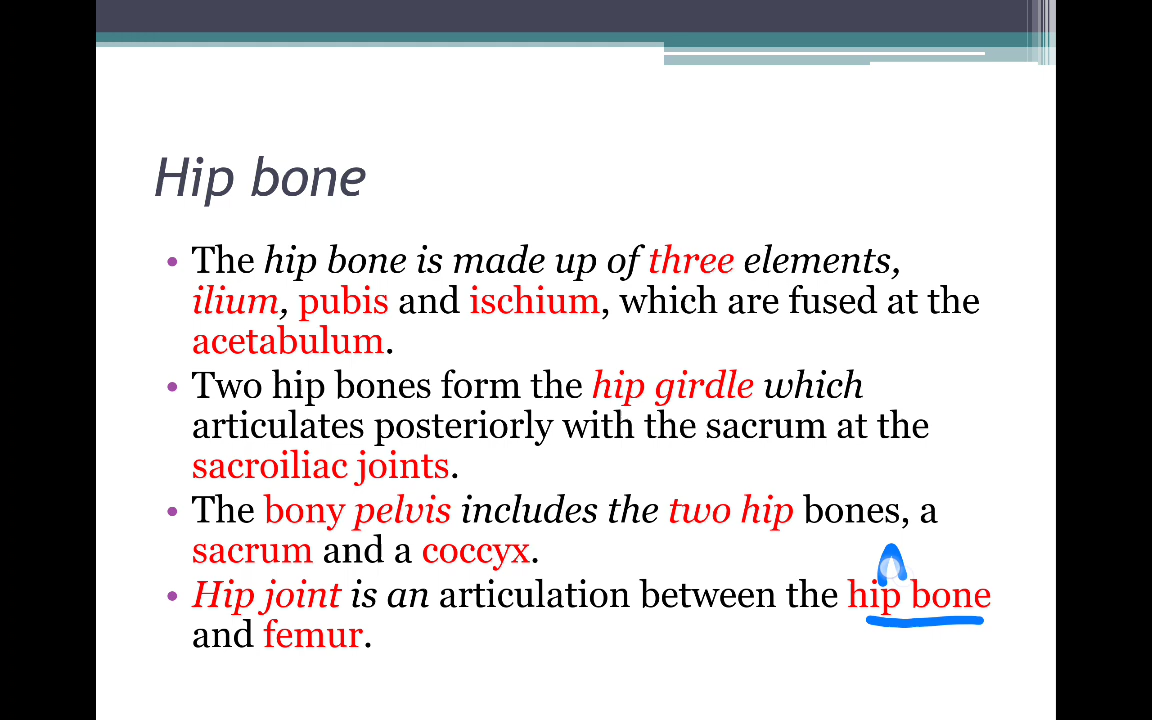 Hip bone
• The hip bone is made up of three elements,
ilium, pubis and ischium, which are fused at the
acetabulum.
• Two hip bones form the hip girdle which
articulates posteriorly with the sacrum at the
sacroiliac joints.
• The bony pelvis includes the two hip bones, a
sacrum and a coccyx.
• Hip joint is an articulation between the hip bone
and femur.